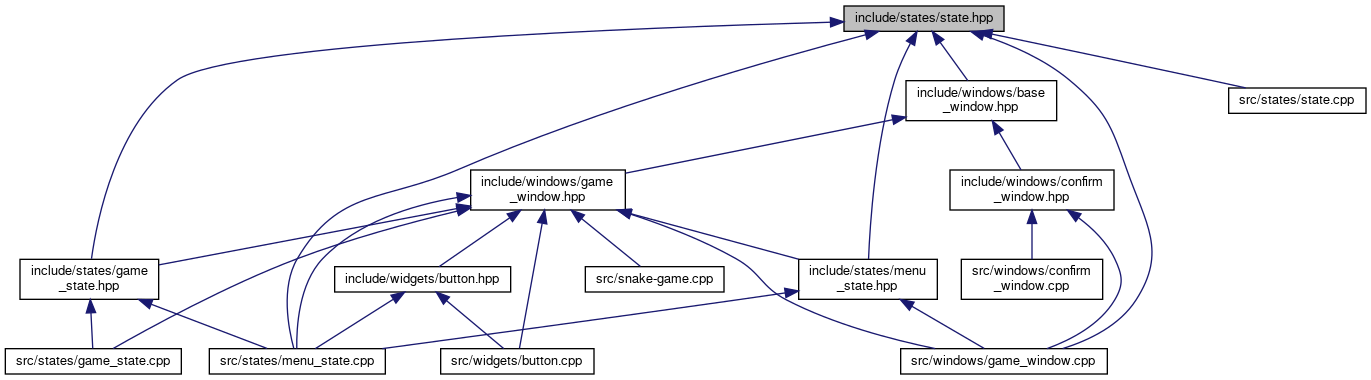 include/states/state.hpp
include/windows/base
_window.hpp
src/states/state.cpp
include/windows/game
_window.hpp
include/windows/confirm
_window.hpp
include/states/game
_state.hpp
include/widgets/button.hpp
src/snake-game.cpp
include/states/menu
_state.hpp
src/windows/confirm
_window.cpp
src/states/game_state.cpp
src/states/menu_state.cpp
src/widgets/button.cpp
src/windows/game_window.cpp